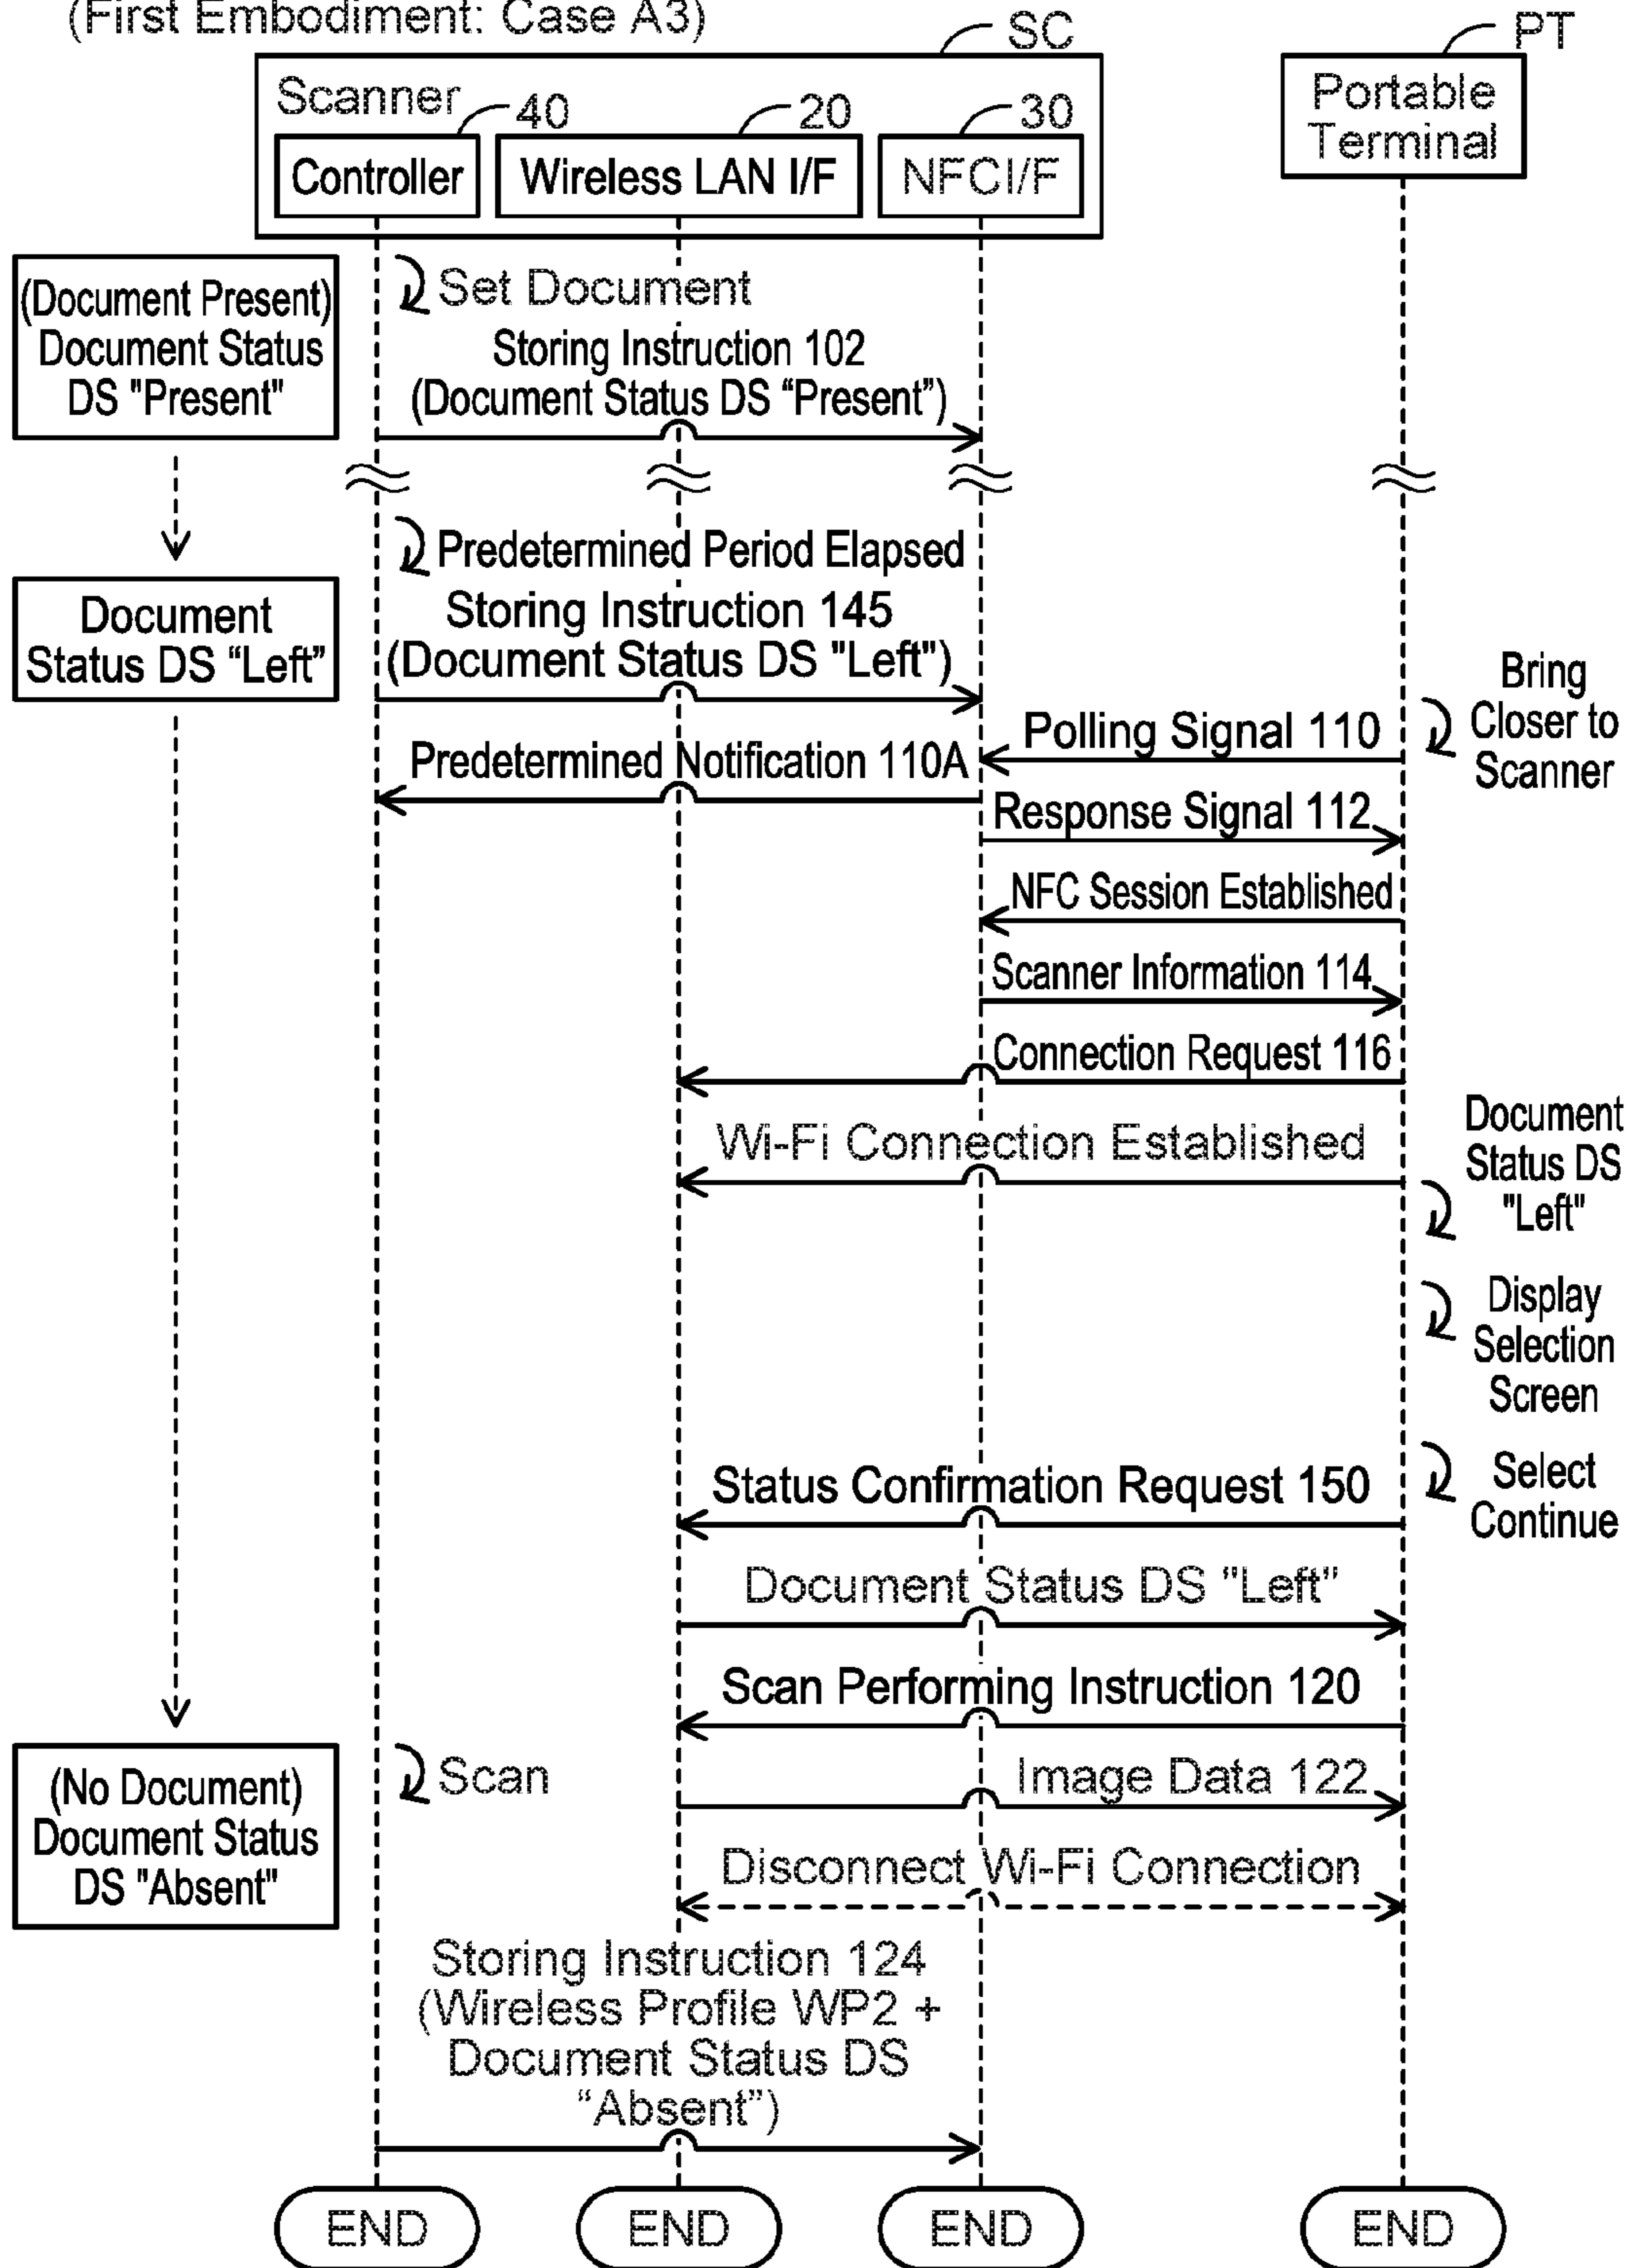 (First Embodiment: Case A3)
SC
PT
Scanner
40
20
30
Portable
Terminal
Controller
Wireless LAN I/F
NFCI/F
(Document Present)
Document Status
DS "Present"
Set Document
Storing Instruction 102
(Document Status DS “Present”)
Predetermined Period Elapsed
Document
Status DS “Left”
Storing Instruction 145
(Document Status DS "Left")
Bring
Closer to
Scanner
Polling Signal 110
Predetermined Notification 110A
Response Signal 112
NFC Session Established
Scanner Information 114
Connection Request 116
Wi-Fi Connection Established
Document
Status DS
"Left"
Display
Selection
Screen
Select
Continue
Status Confirmation Request 150
Document Status DS "Left"
Scan Performing Instruction 120
(No Document)
Document Status
DS "Absent"
Scan
Image Data 122
Disconnect Wi-Fi Connection
Storing Instruction 124
(Wireless Profile WP2 +
Document Status DS
“Absent”)
END
END
END
END